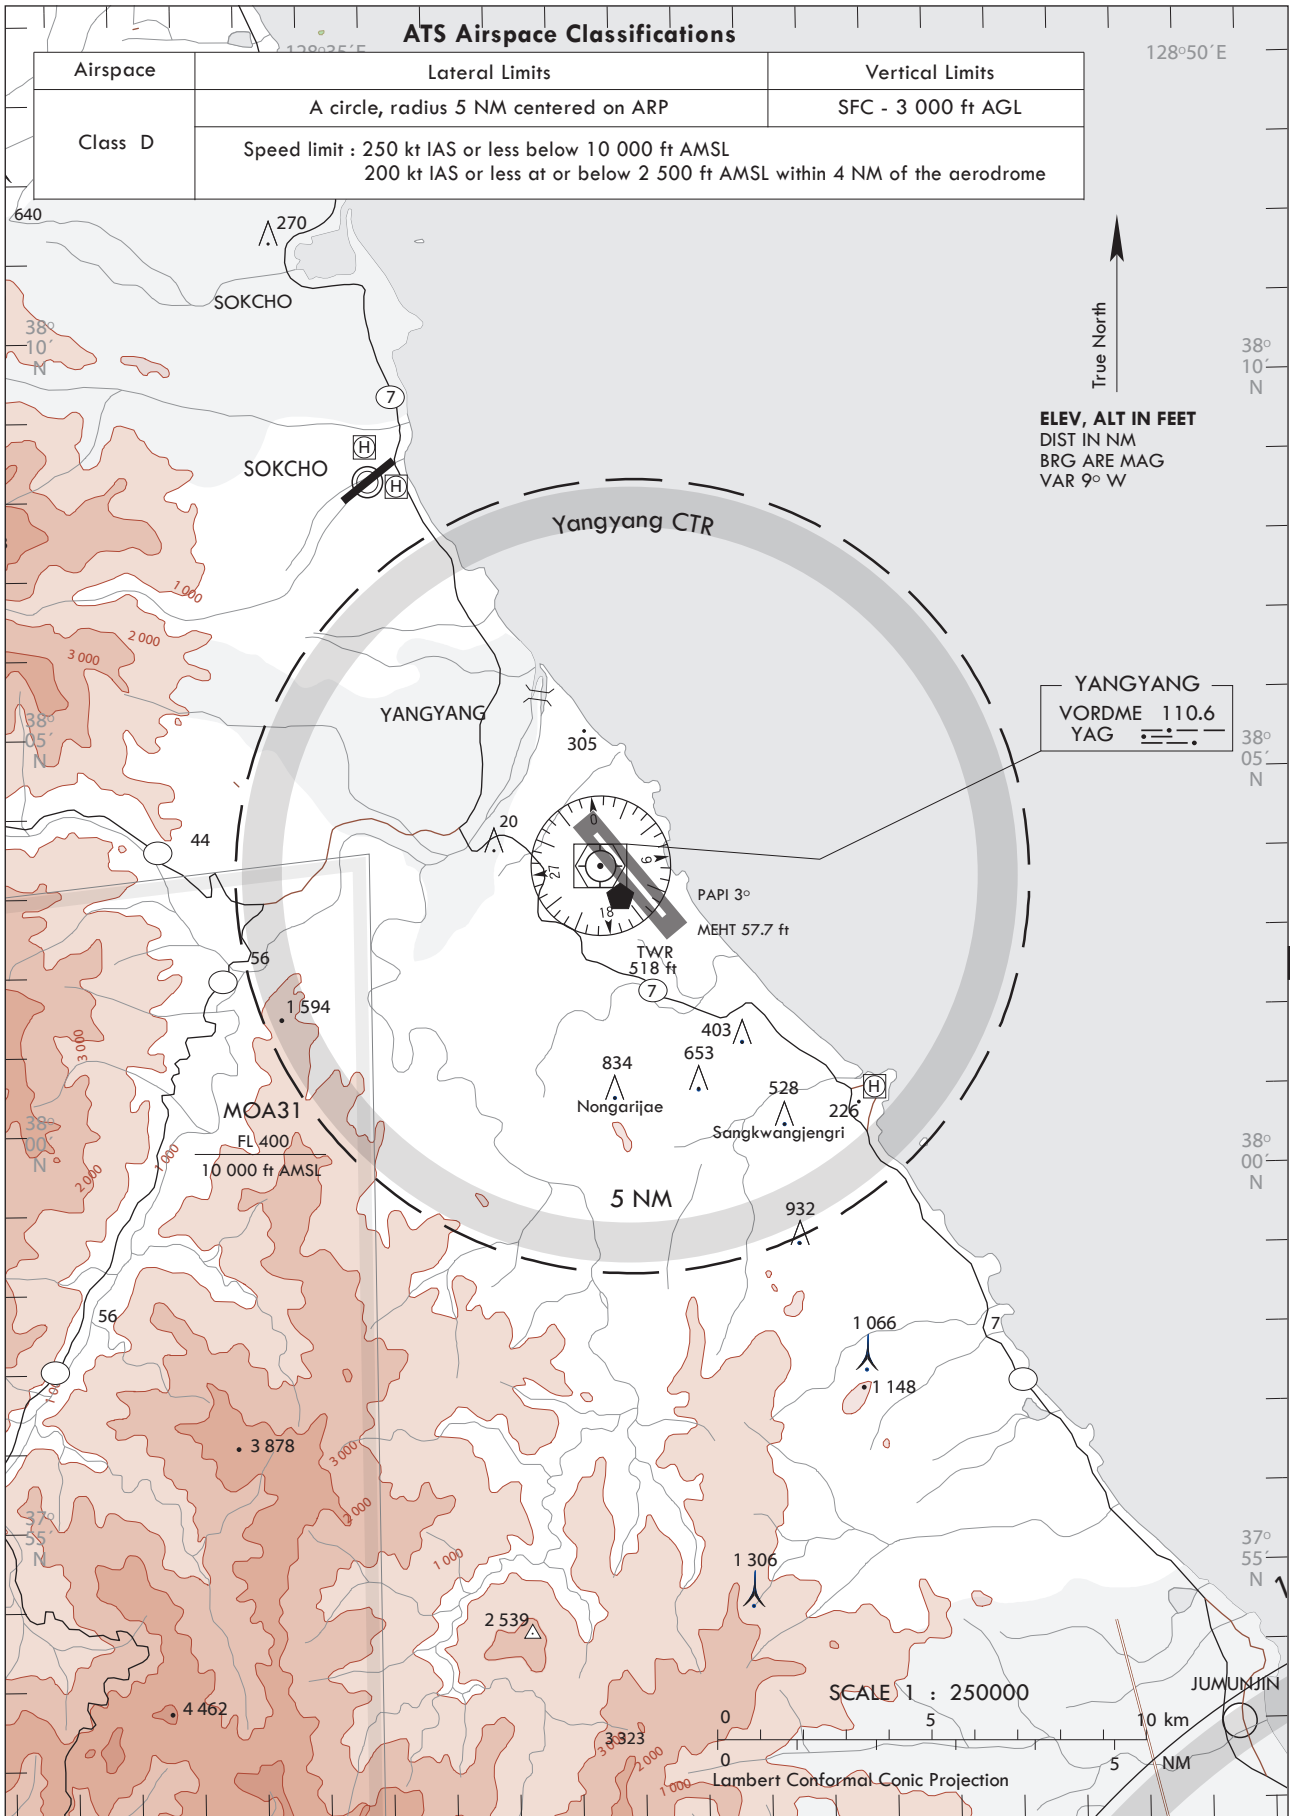 ATS Airspace Classifications
128°35´E
128°50´E
Airspace
Lateral Limits
Vertical Limits
Class D
A circle, radius 5 NM centered on ARP
SFC - 3 000 ft AGL
Speed limit : 250 kt IAS or less below 10 000 ft AMSL
200 kt IAS or less at or below 2 500 ft AMSL within 4 NM of the aerodrome
640
270
SOKCHO
True North
38°
10´
N
38°
10´
N
7
ELEV, ALT IN FEET
DIST IN NM
BRG ARE MAG
VAR 9° W
H
SOKCHO
H
Yangyang CTR
1 000
2 000
3 000
YANGYANG
VORDME 110.6
YAG
YANGYANG
38°
05´
N
38°
05´
N
305
20
44
0
9
27
18
PAPI 3°
MEHT 57.7 ft
TWR
518 ft
7
56
1 594
403
3 000
834
653
Nongarijae
528
H
226
Sangkwangjengri
MOA31
FL 400
10 000 ft AMSL
38°
00´
N
38°
00´
N
1 000
2 000
5 NM
932
56
1 066
7
1 148
3 878
3 000
2 000
1 000
37°
55´
N
37°
55´
N
1 306
2 539
4 462
3 323
2 000
1 000
SCALE 1 : 250000
JUMUNJIN
0
5
10 km
0
5
NM
Lambert Conformal Conic Projection